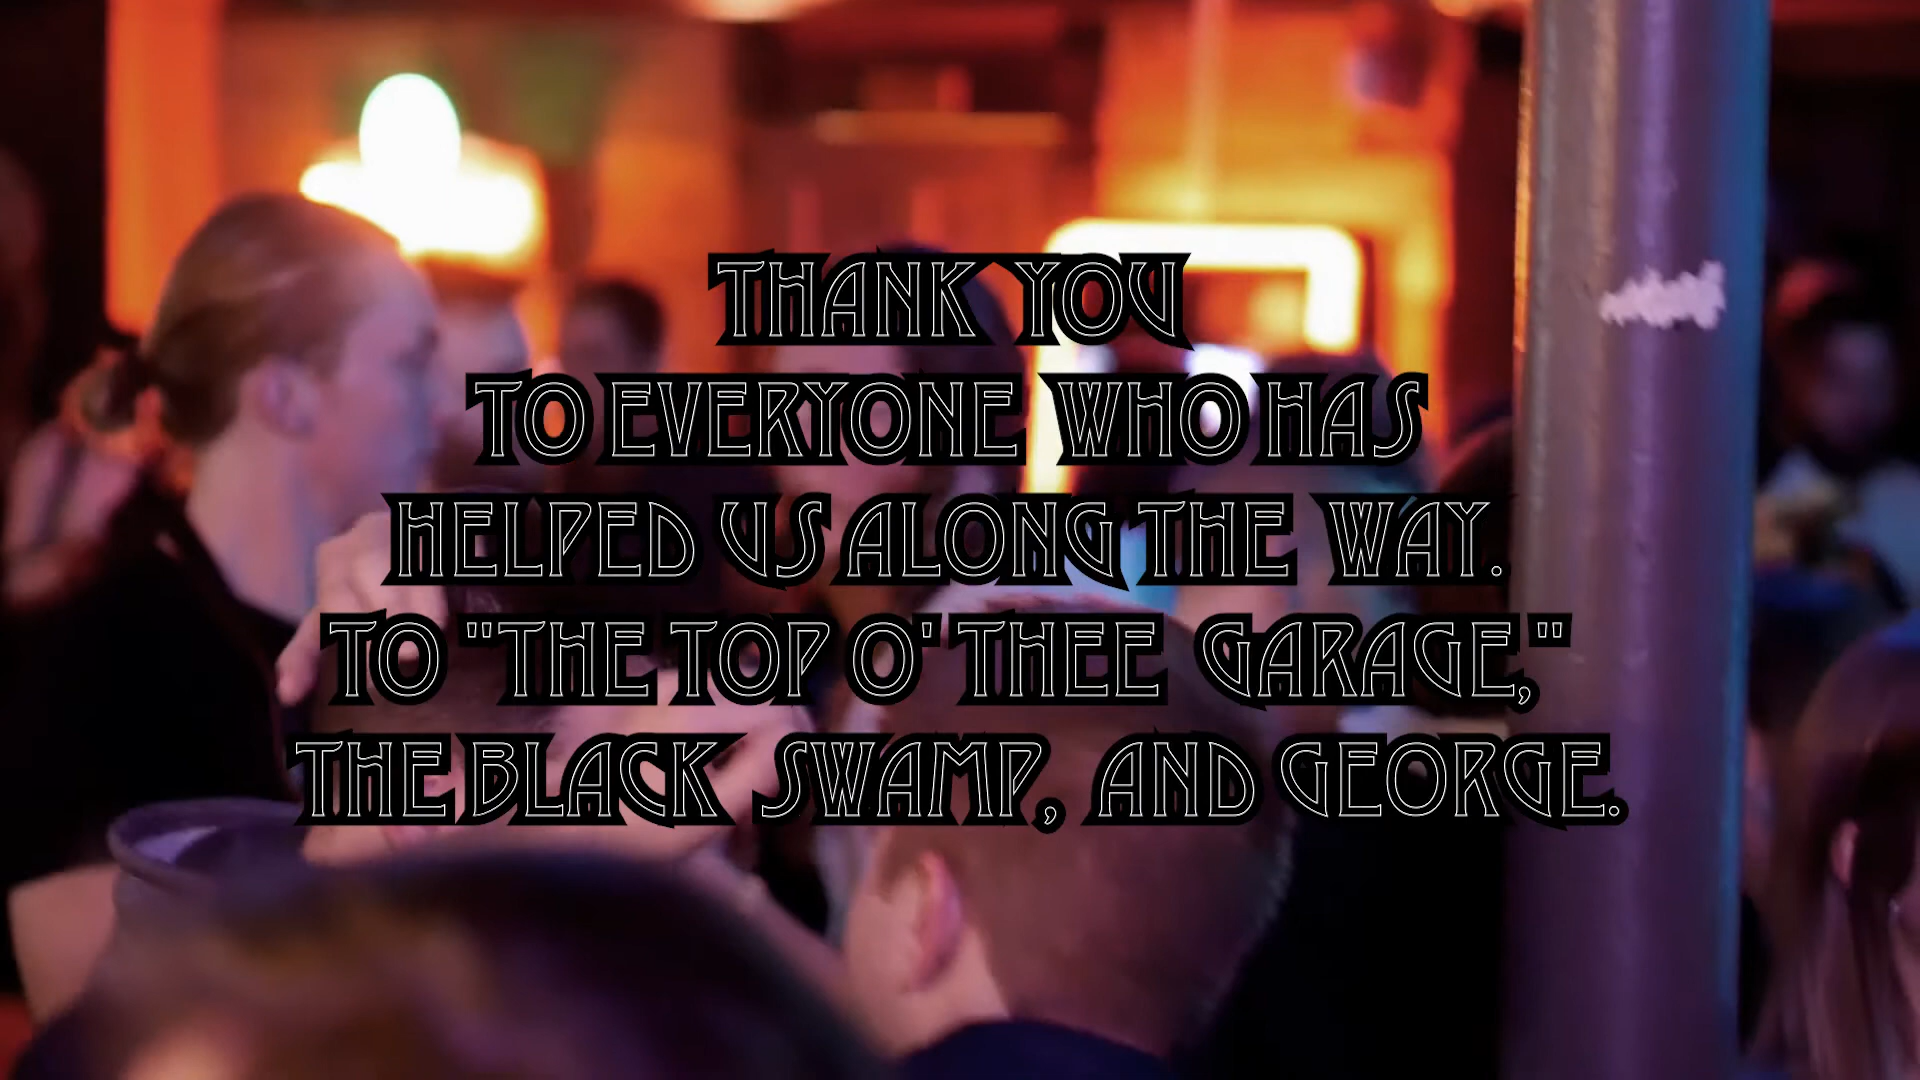 THANK YOU
TO EVERYONE WHO HAS
HELPED US ALONG THE WAY.
TO "THE TOP O' THEE GARAGE,"
THE BLACK SWAMP, AND GEORGE.